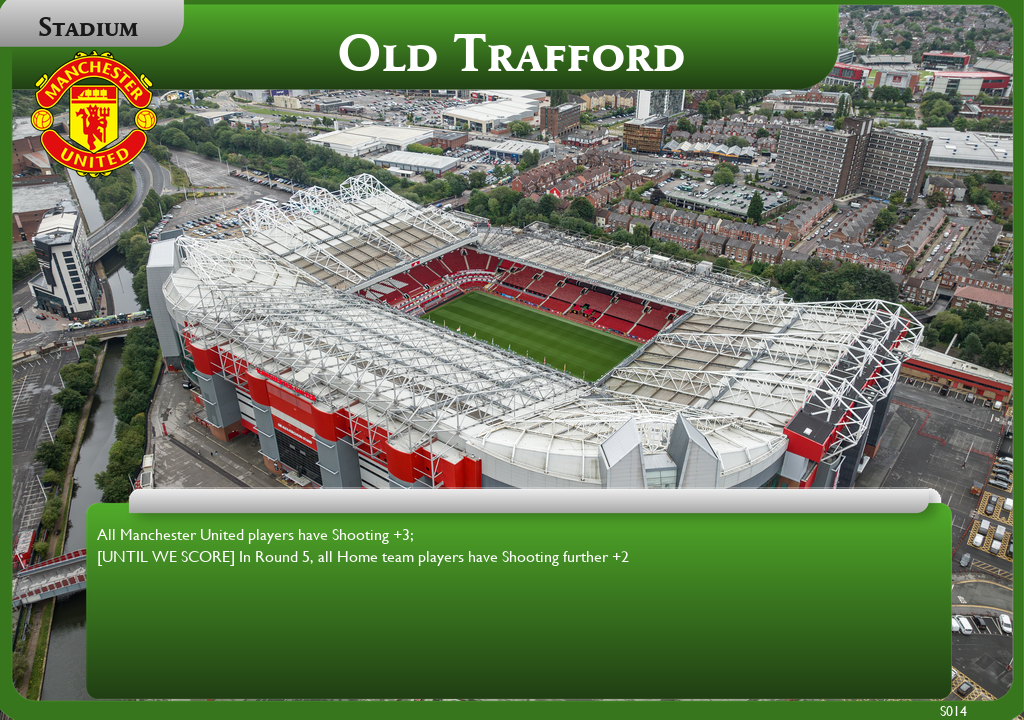 Stadium
Old Trafford
MANCHESTER
UNITED
All Manchester United players have Shooting +3;
[UNTIL WE SCORE] In Round 5, all Home team players have Shooting further +2
S014